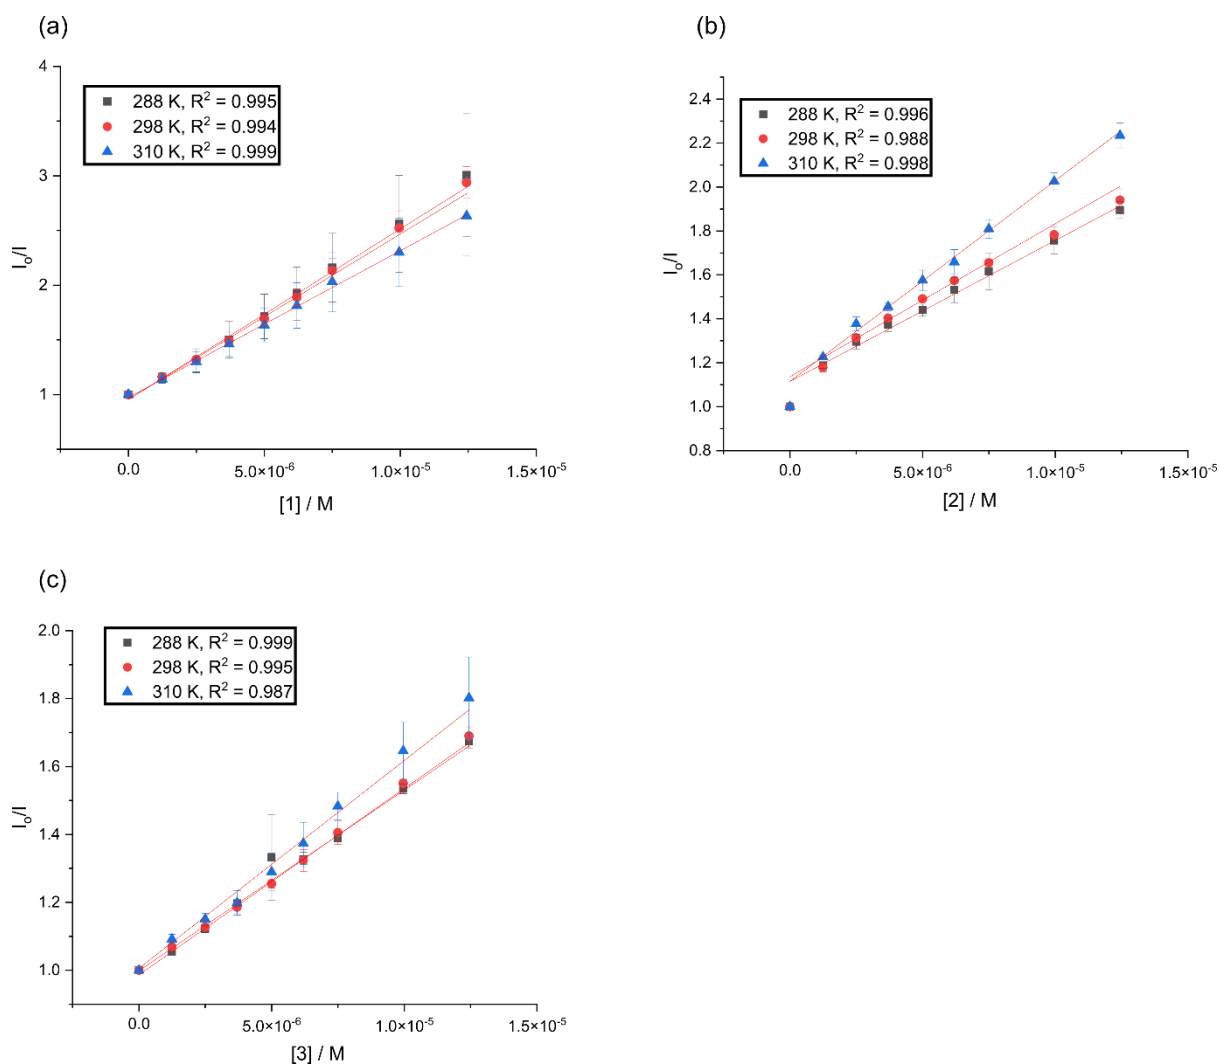 (a)
4
3
2
1
288 K, R² = 0.995
298 K, R² = 0.994
310 K, R² = 0.999
I₀/I
0.0 5.0×10⁻⁶ 1.0×10⁻⁵ 1.5×10⁻⁵
[1] / M
(b)
2.4
2.2
2.0
1.8
1.6
1.4
1.2
1.0
0.8
288 K, R² = 0.996
298 K, R² = 0.988
310 K, R² = 0.998
I₀/I
0.0 5.0×10⁻⁶ 1.0×10⁻⁵ 1.5×10⁻⁵
[2] / M
(c)
2.0
1.8
1.6
1.4
1.2
1.0
288 K, R² = 0.999
298 K, R² = 0.995
310 K, R² = 0.987
I₀/I
0.0 5.0×10⁻⁶ 1.0×10⁻⁵ 1.5×10⁻⁵
[3] / M